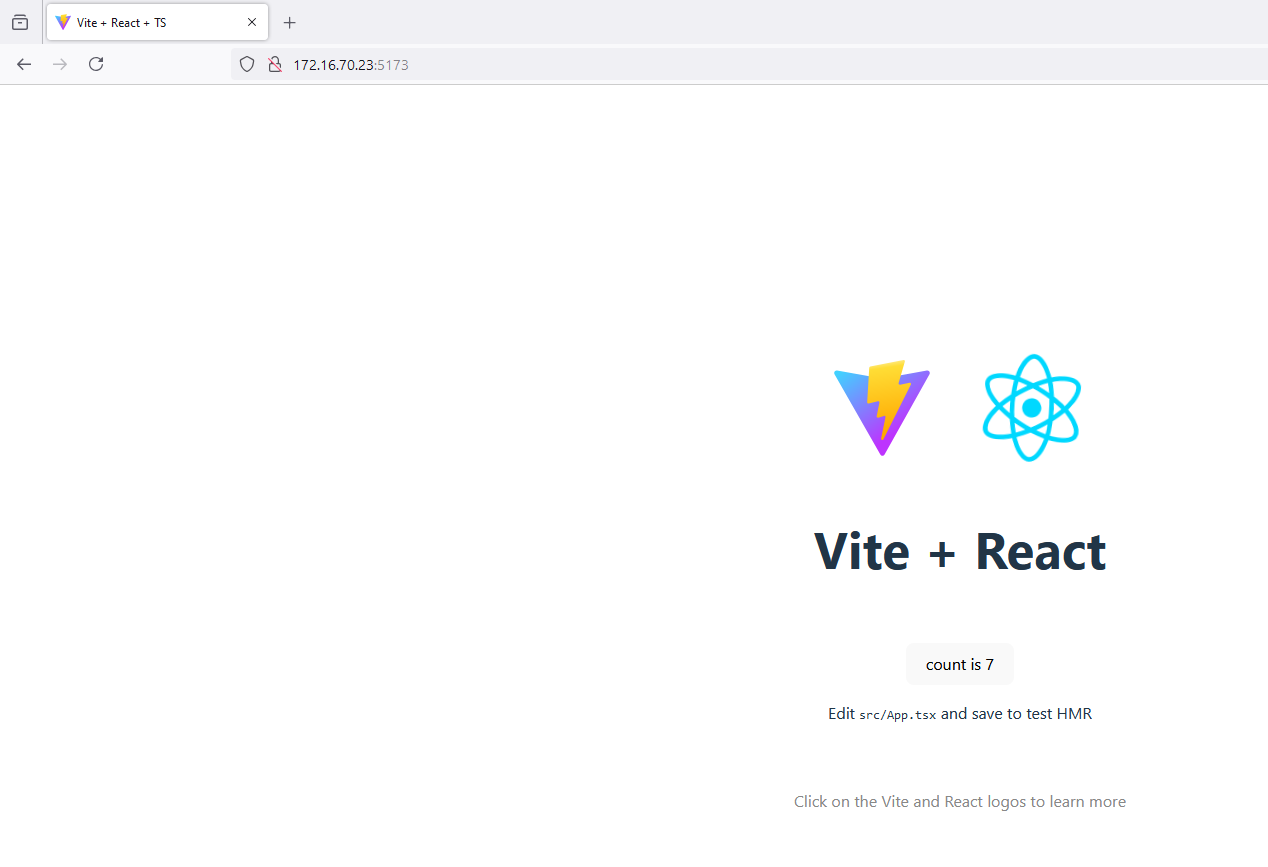 Vite + React + TS
172.16.70.23:5173
Vite + React
count is 7
Edit src/App.tsx and save to test HMR
Click on the Vite and React logos to learn more